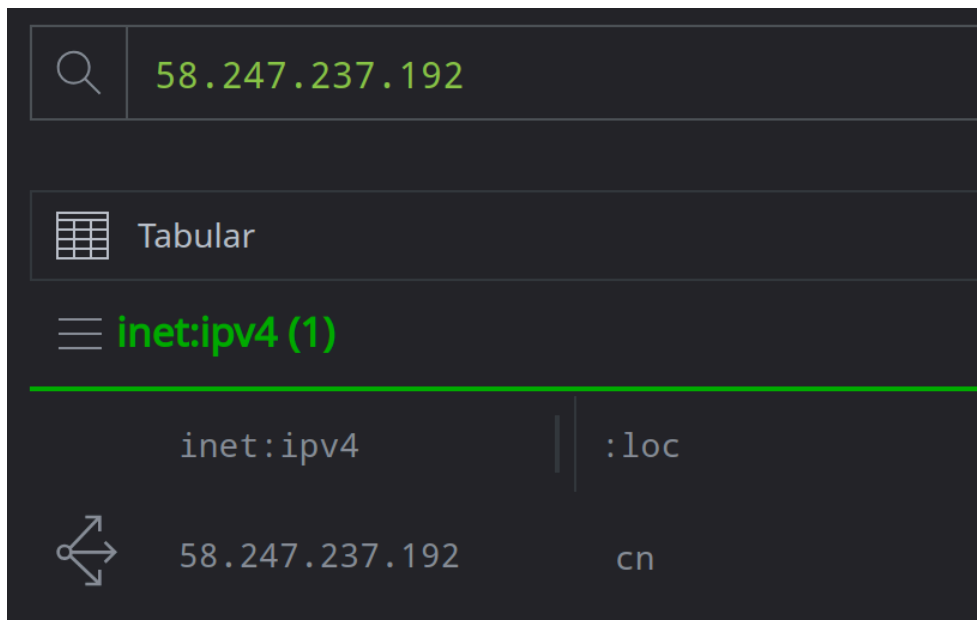 58.247.237.192
Tabular
inet:ipv4 (1)
inet:ipv4 :loc
58.247.237.192 cn